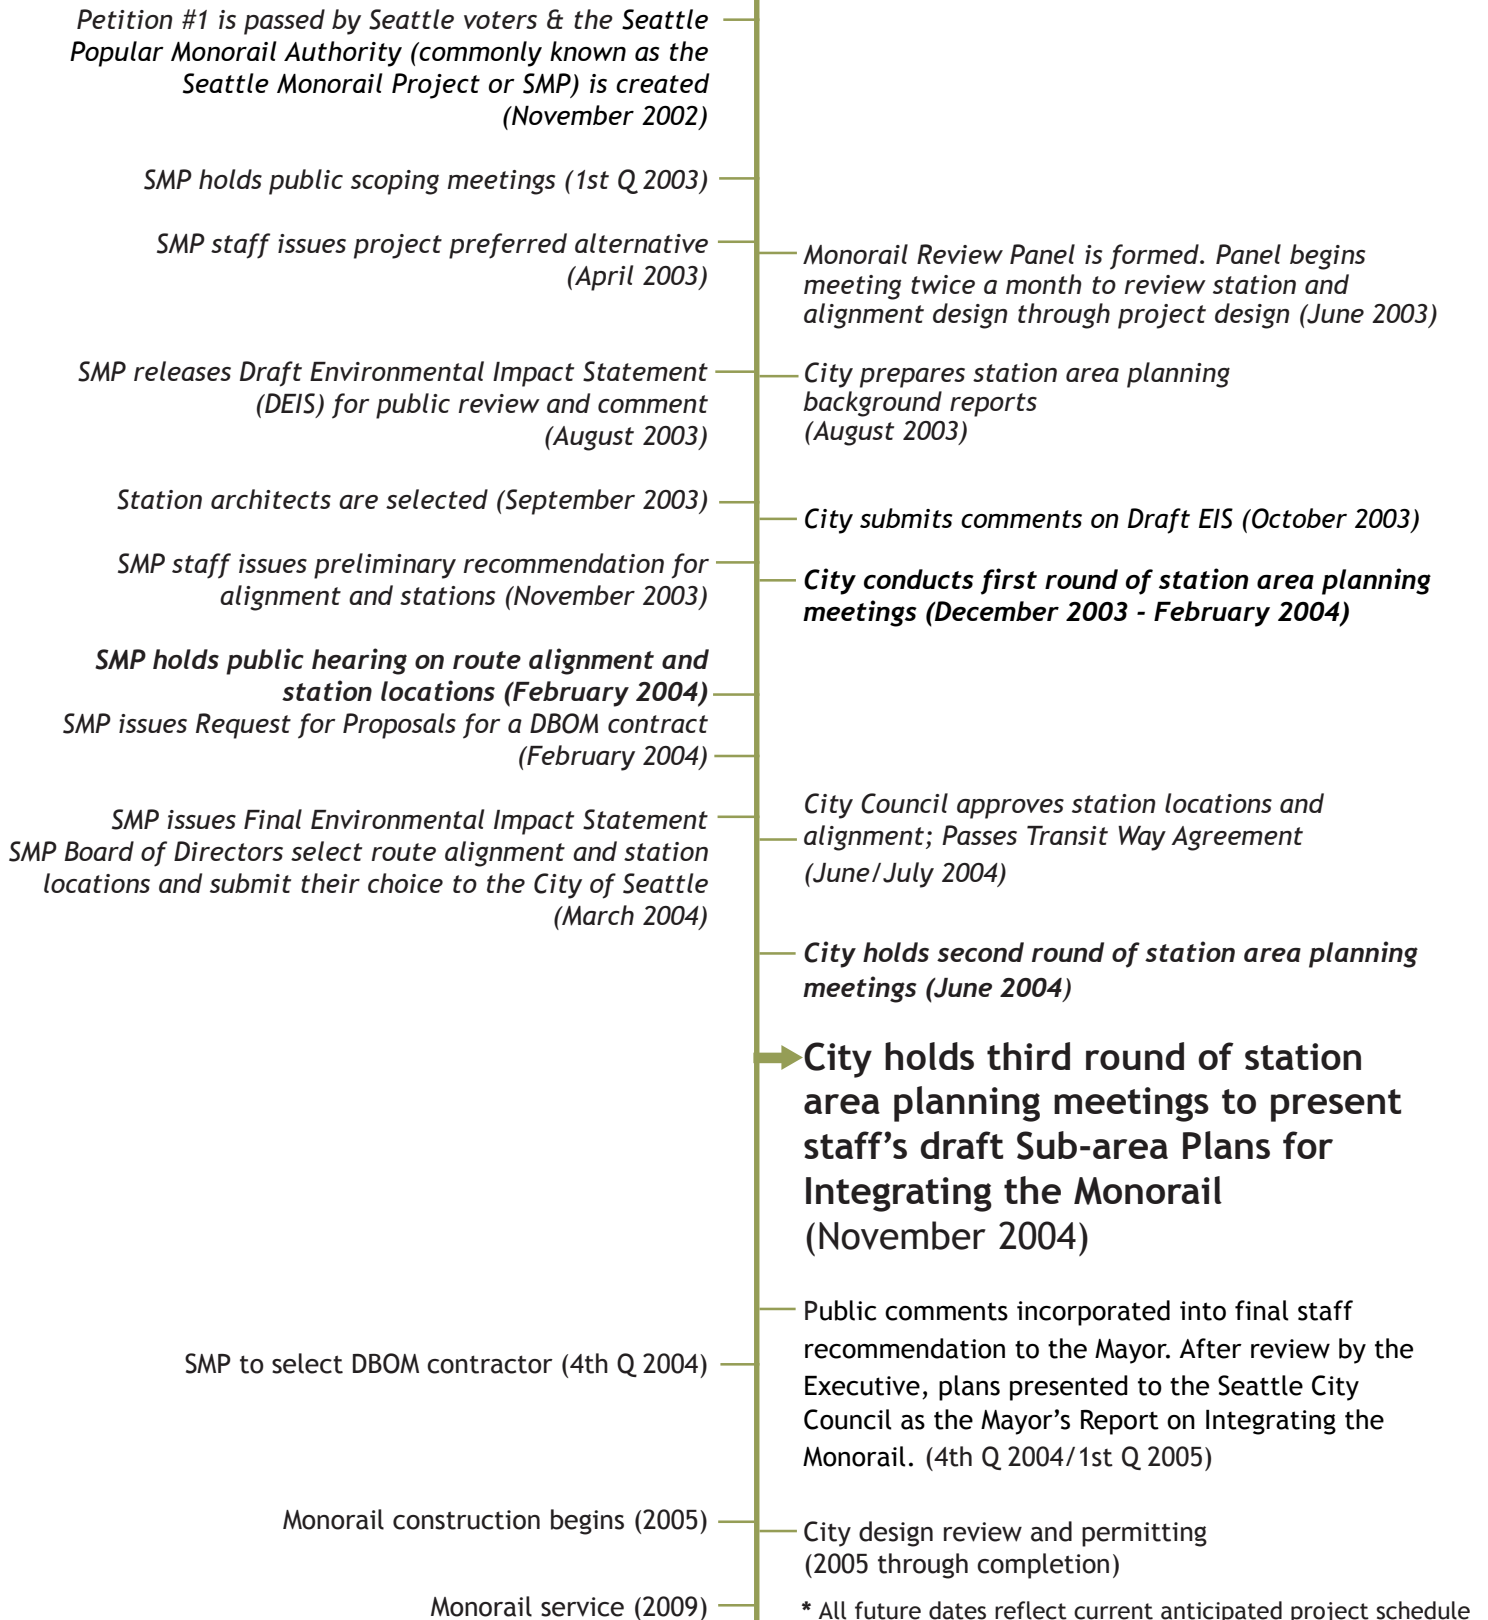 Petition #1 is passed by Seattle voters & the Seattle
Popular Monorail Authority (commonly known as the
Seattle Monorail Project or SMP) is created
(November 2002)
SMP holds public scoping meetings (1st Q 2003)
SMP staff issues project preferred alternative
(April 2003)
Monorail Review Panel is formed. Panel begins
meeting twice a month to review station and
alignment design through project design (June 2003)
SMP releases Draft Environmental Impact Statement
(DEIS) for public review and comment
(August 2003)
City prepares station area planning
background reports
(August 2003)
Station architects are selected (September 2003)
City submits comments on Draft EIS (October 2003)
SMP staff issues preliminary recommendation for
alignment and stations (November 2003)
City conducts first round of station area planning
meetings (December 2003 - February 2004)
SMP holds public hearing on route alignment and
station locations (February 2004)
SMP issues Request for Proposals for a DBOM contract
(February 2004)
SMP issues Final Environmental Impact Statement
SMP Board of Directors select route alignment and station
locations and submit their choice to the City of Seattle
(March 2004)
City Council approves station locations and
alignment; Passes Transit Way Agreement
(June/July 2004)
City holds second round of station area planning
meetings (June 2004)
City holds third round of station
area planning meetings to present
staff’s draft Sub-area Plans for
Integrating the Monorail
(November 2004)
Public comments incorporated into final staff
recommendation to the Mayor. After review by the
Executive, plans presented to the Seattle City
Council as the Mayor’s Report on Integrating the
Monorail. (4th Q 2004/1st Q 2005)
SMP to select DBOM contractor (4th Q 2004)
Monorail construction begins (2005)
City design review and permitting
(2005 through completion)
Monorail service (2009)
* All future dates reflect current anticipated project schedule